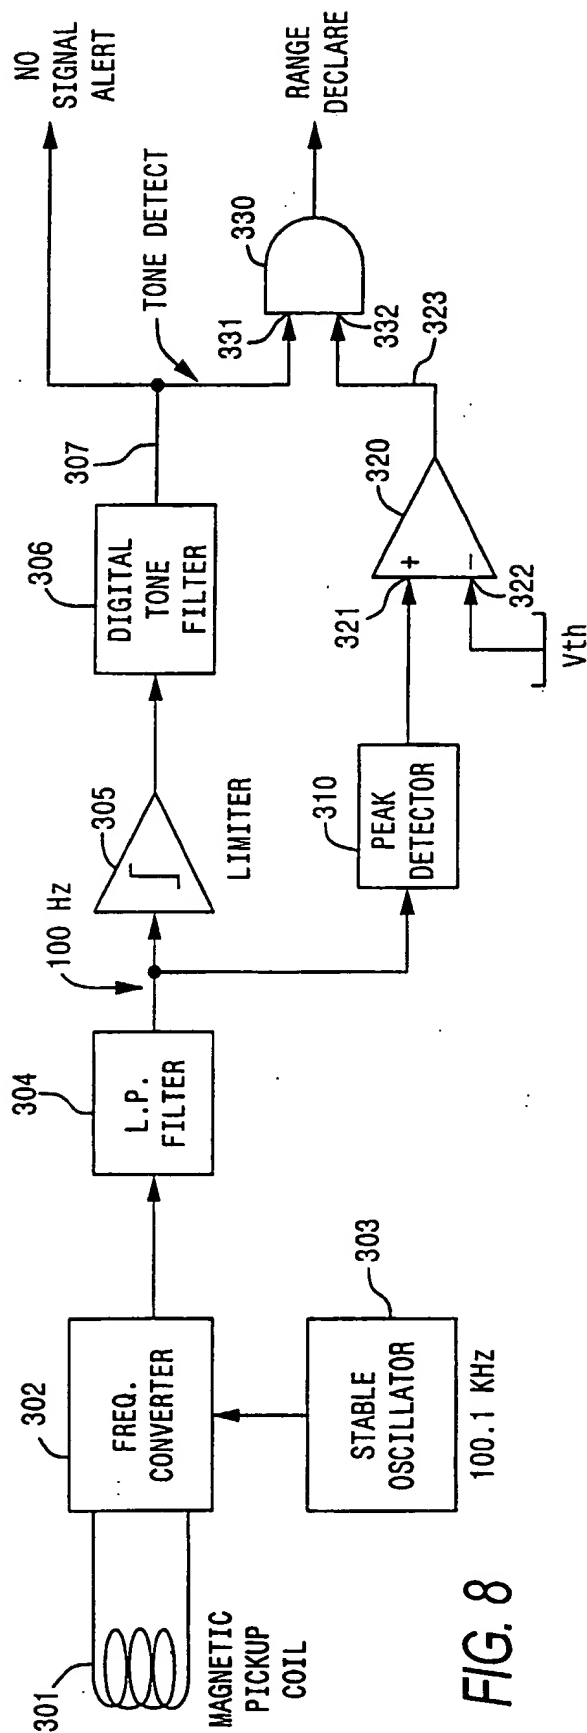 301
MAGNETIC
PICKUP
COIL
302
FREQ.
CONVERTER
STABLE
OSCILLATOR
303
100.1 KHz
304
L.P.
FILTER
100 Hz
305
LIMITER
306
DIGITAL
TONE
FILTER
307
TONE DETECT
NO
SIGNAL
ALERT
310
PEAK
DETECTOR
321
+
322
−
Vth
320
323
331
332
330
RANGE
DECLARE
FIG. 8